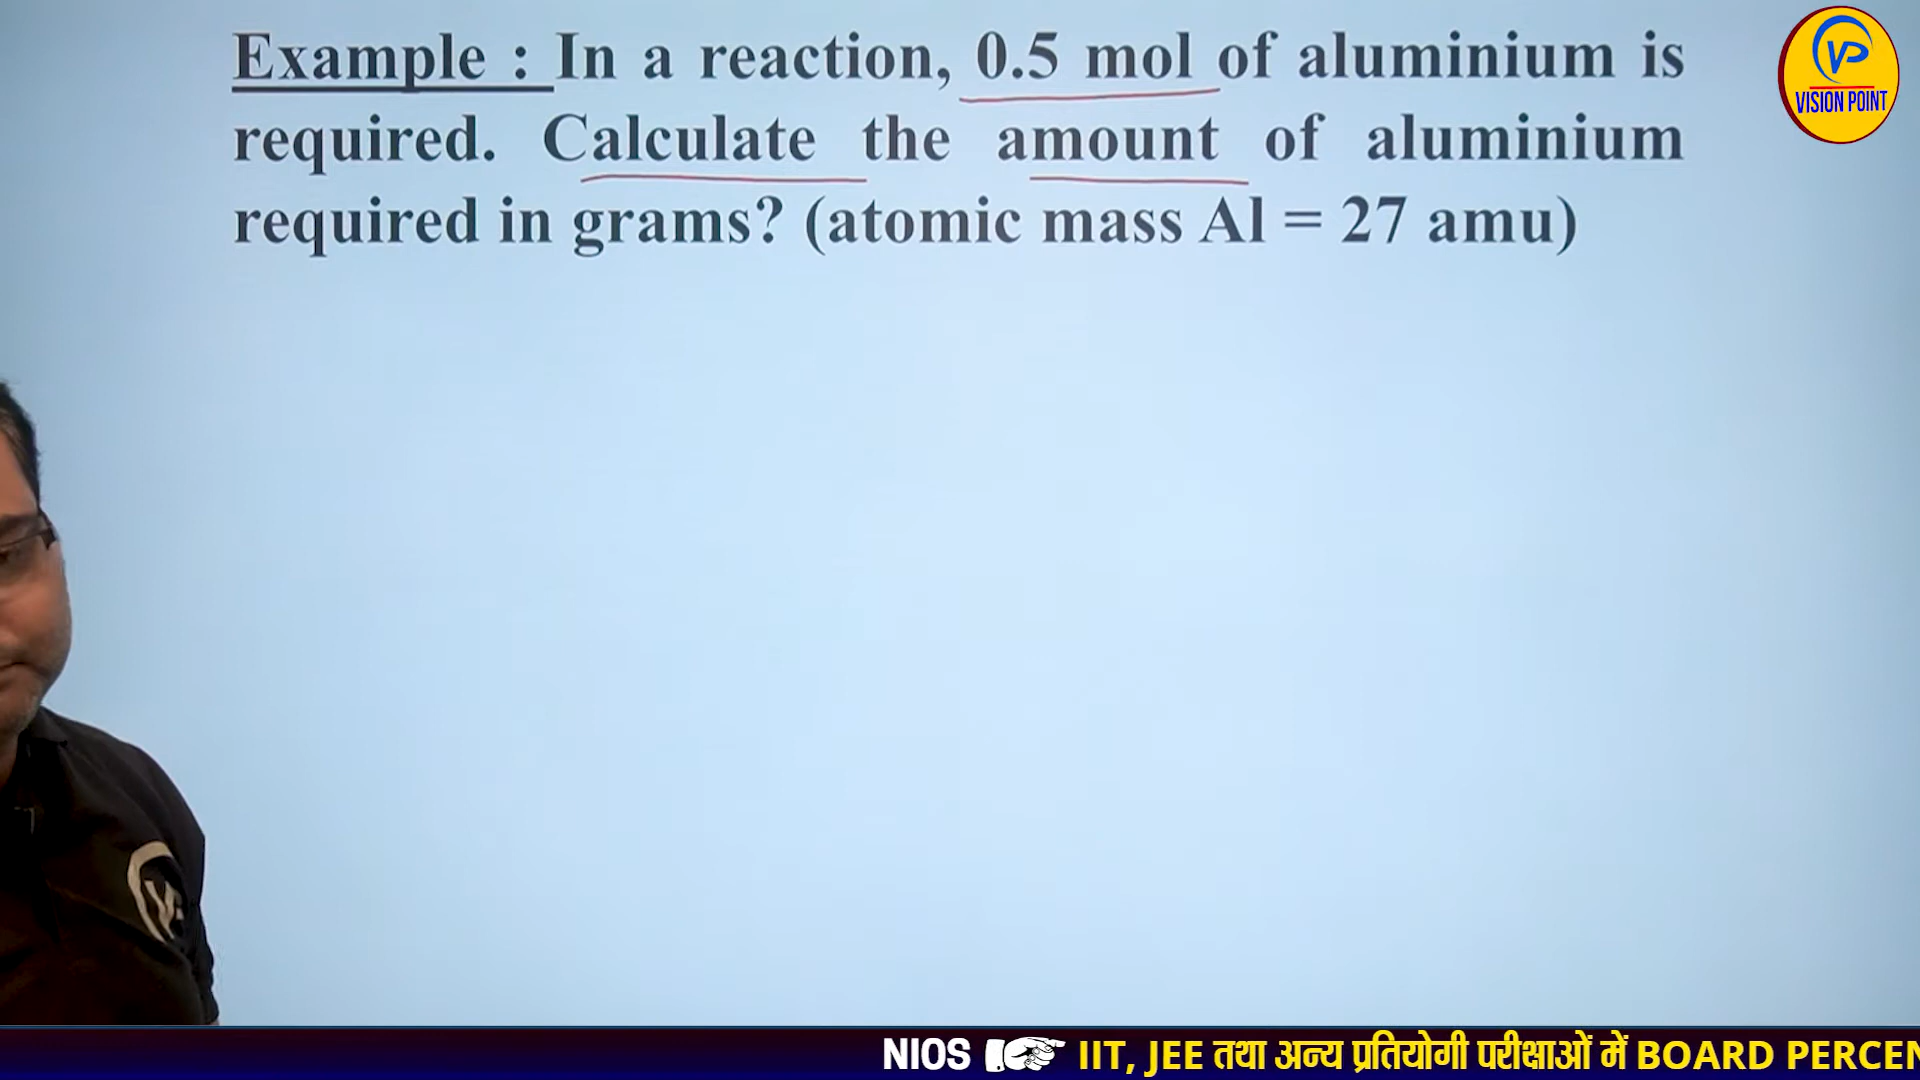 Example : In a reaction, 0.5 mol of aluminium is
required. Calculate the amount of aluminium
required in grams? (atomic mass Al = 27 amu)
VP
VISION POINT
NIOS IIT, JEE तथा अन्य प्रतियोगी परीक्षाओं में BOARD PERCEN